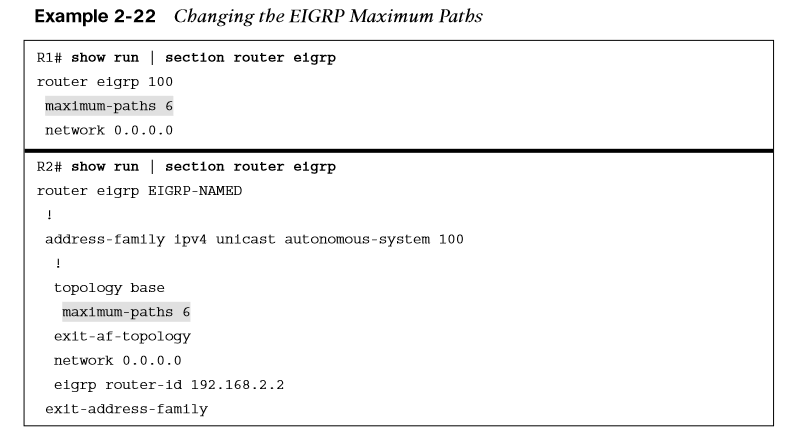 Example 2-22 Changing the EIGRP Maximum Paths
R1# show run | section router eigrp
router eigrp 100
maximum-paths 6
network 0.0.0.0
R2# show run | section router eigrp
router eigrp EIGRP-NAMED
!
address-family ipv4 unicast autonomous-system 100
!
topology base
maximum-paths 6
exit-af-topology
network 0.0.0.0
eigrp router-id 192.168.2.2
exit-address-family